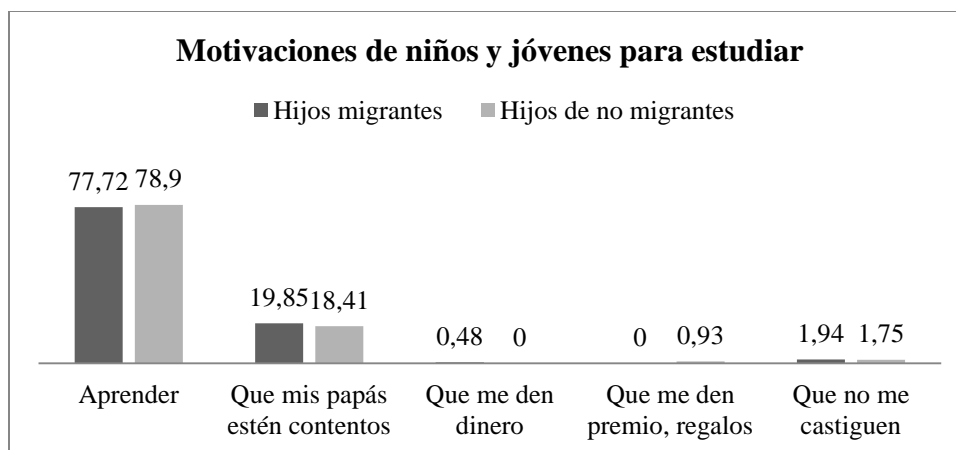 Motivaciones de niños y jóvenes para estudiar
Hijos migrantes Hijos de no migrantes
77,72 78,9
19,85 18,41
0,48 0
0 0,93
1,94 1,75
Aprender
Que mis papás
estén contentos
Que me den
dinero
Que me den
premio, regalos
Que no me
castiguen